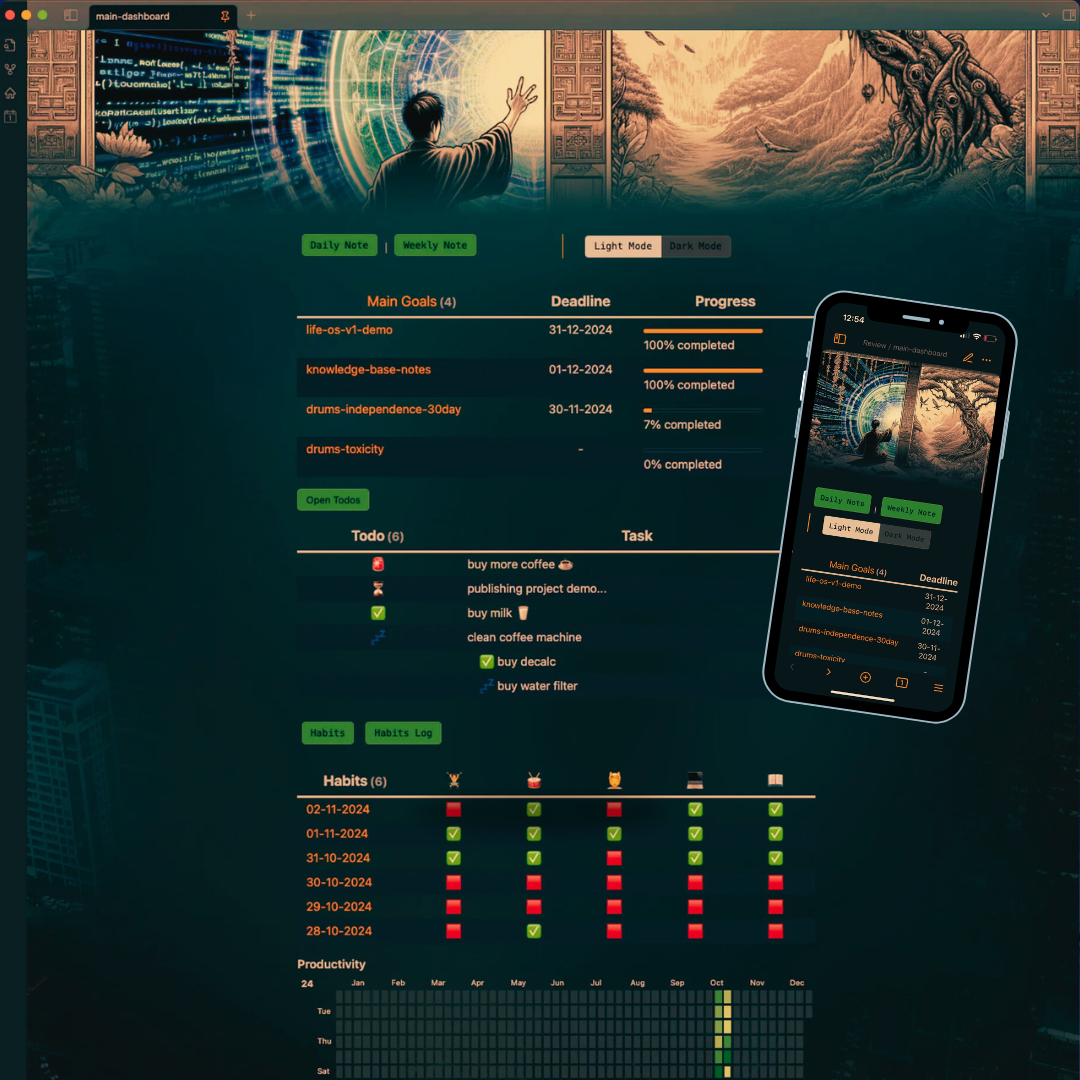 main-dashboard
Daily Note | Weekly Note
Light Mode Dark Mode
Main Goals (4) Deadline Progress
life-os-v1-demo 31-12-2024
100% completed
knowledge-base-notes 01-12-2024
100% completed
drums-independence-30day 30-11-2024
7% completed
drums-toxicity -
0% completed
Open Todos
Todo (6) Task
🚨 buy more coffee ☕
⏳ publishing project demo...
✅ buy milk 🥛
💤 clean coffee machine
✅ buy decalc
💤 buy water filter
Habits Habits Log
Habits (6) 🏋️ 🥁 🦉 💻 📖
02-11-2024 🟥 ✅ 🟥 ✅ ✅
01-11-2024 ✅ ✅ ✅ ✅ ✅
31-10-2024 ✅ ✅ 🟥 ✅ ✅
30-10-2024 🟥 🟥 🟥 🟥 🟥
29-10-2024 🟥 🟥 🟥 🟥 🟥
28-10-2024 🟥 ✅ 🟥 🟥 🟥
Productivity
24 Jan Feb Mar Apr May Jun Jul Aug Sep Oct Nov Dec
Tue
Thu
Sat
12:54
Review / main-dashboard
Daily Note | Weekly Note
Light Mode Dark Mode
Main Goals (4) Deadline
life-os-v1-demo 31-12-
2024
knowledge-base-notes 01-12-
2024
drums-independence-30day 30-11-
2024
drums-toxicity -
1